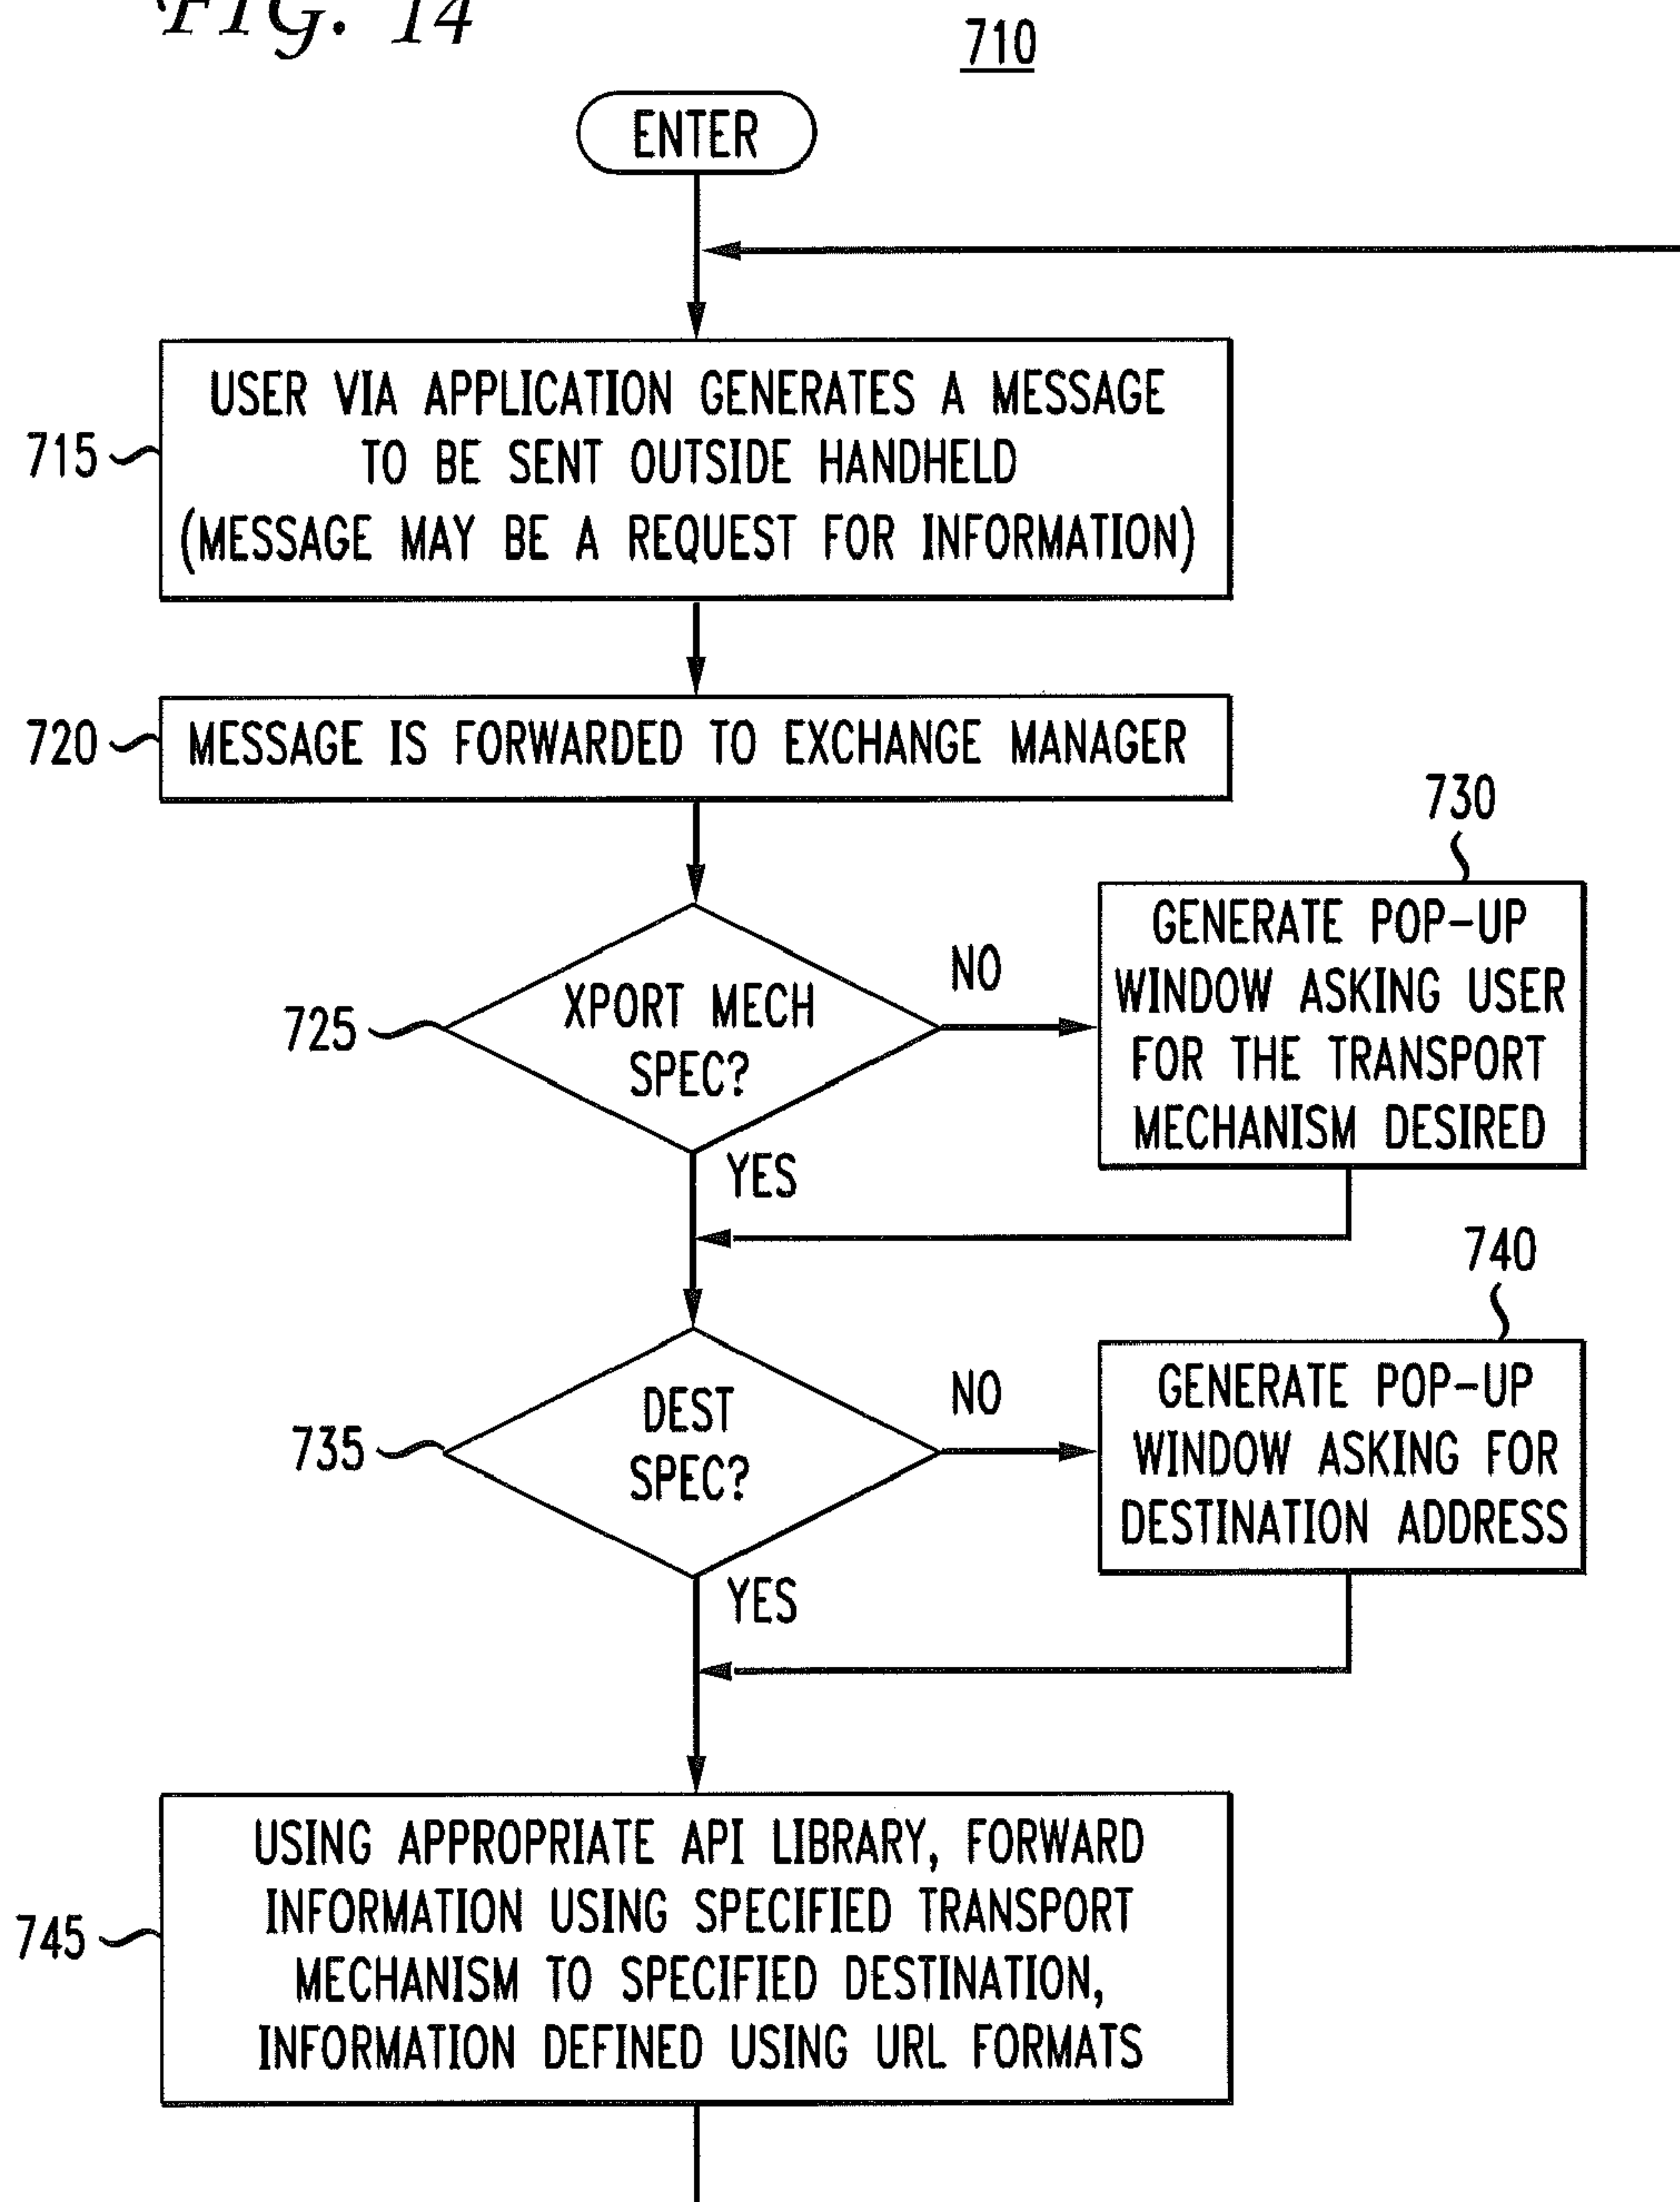 FIG. 14
710
ENTER
USER VIA APPLICATION GENERATES A MESSAGE
TO BE SENT OUTSIDE HANDHELD
(MESSAGE MAY BE A REQUEST FOR INFORMATION)
715
720
MESSAGE IS FORWARDED TO EXCHANGE MANAGER
730
GENERATE POP-UP
WINDOW ASKING USER
FOR THE TRANSPORT
MECHANISM DESIRED
725
XPORT MECH
SPEC?
NO
YES
740
GENERATE POP-UP
WINDOW ASKING FOR
DESTINATION ADDRESS
735
DEST
SPEC?
NO
YES
745
USING APPROPRIATE API LIBRARY, FORWARD
INFORMATION USING SPECIFIED TRANSPORT
MECHANISM TO SPECIFIED DESTINATION,
INFORMATION DEFINED USING URL FORMATS